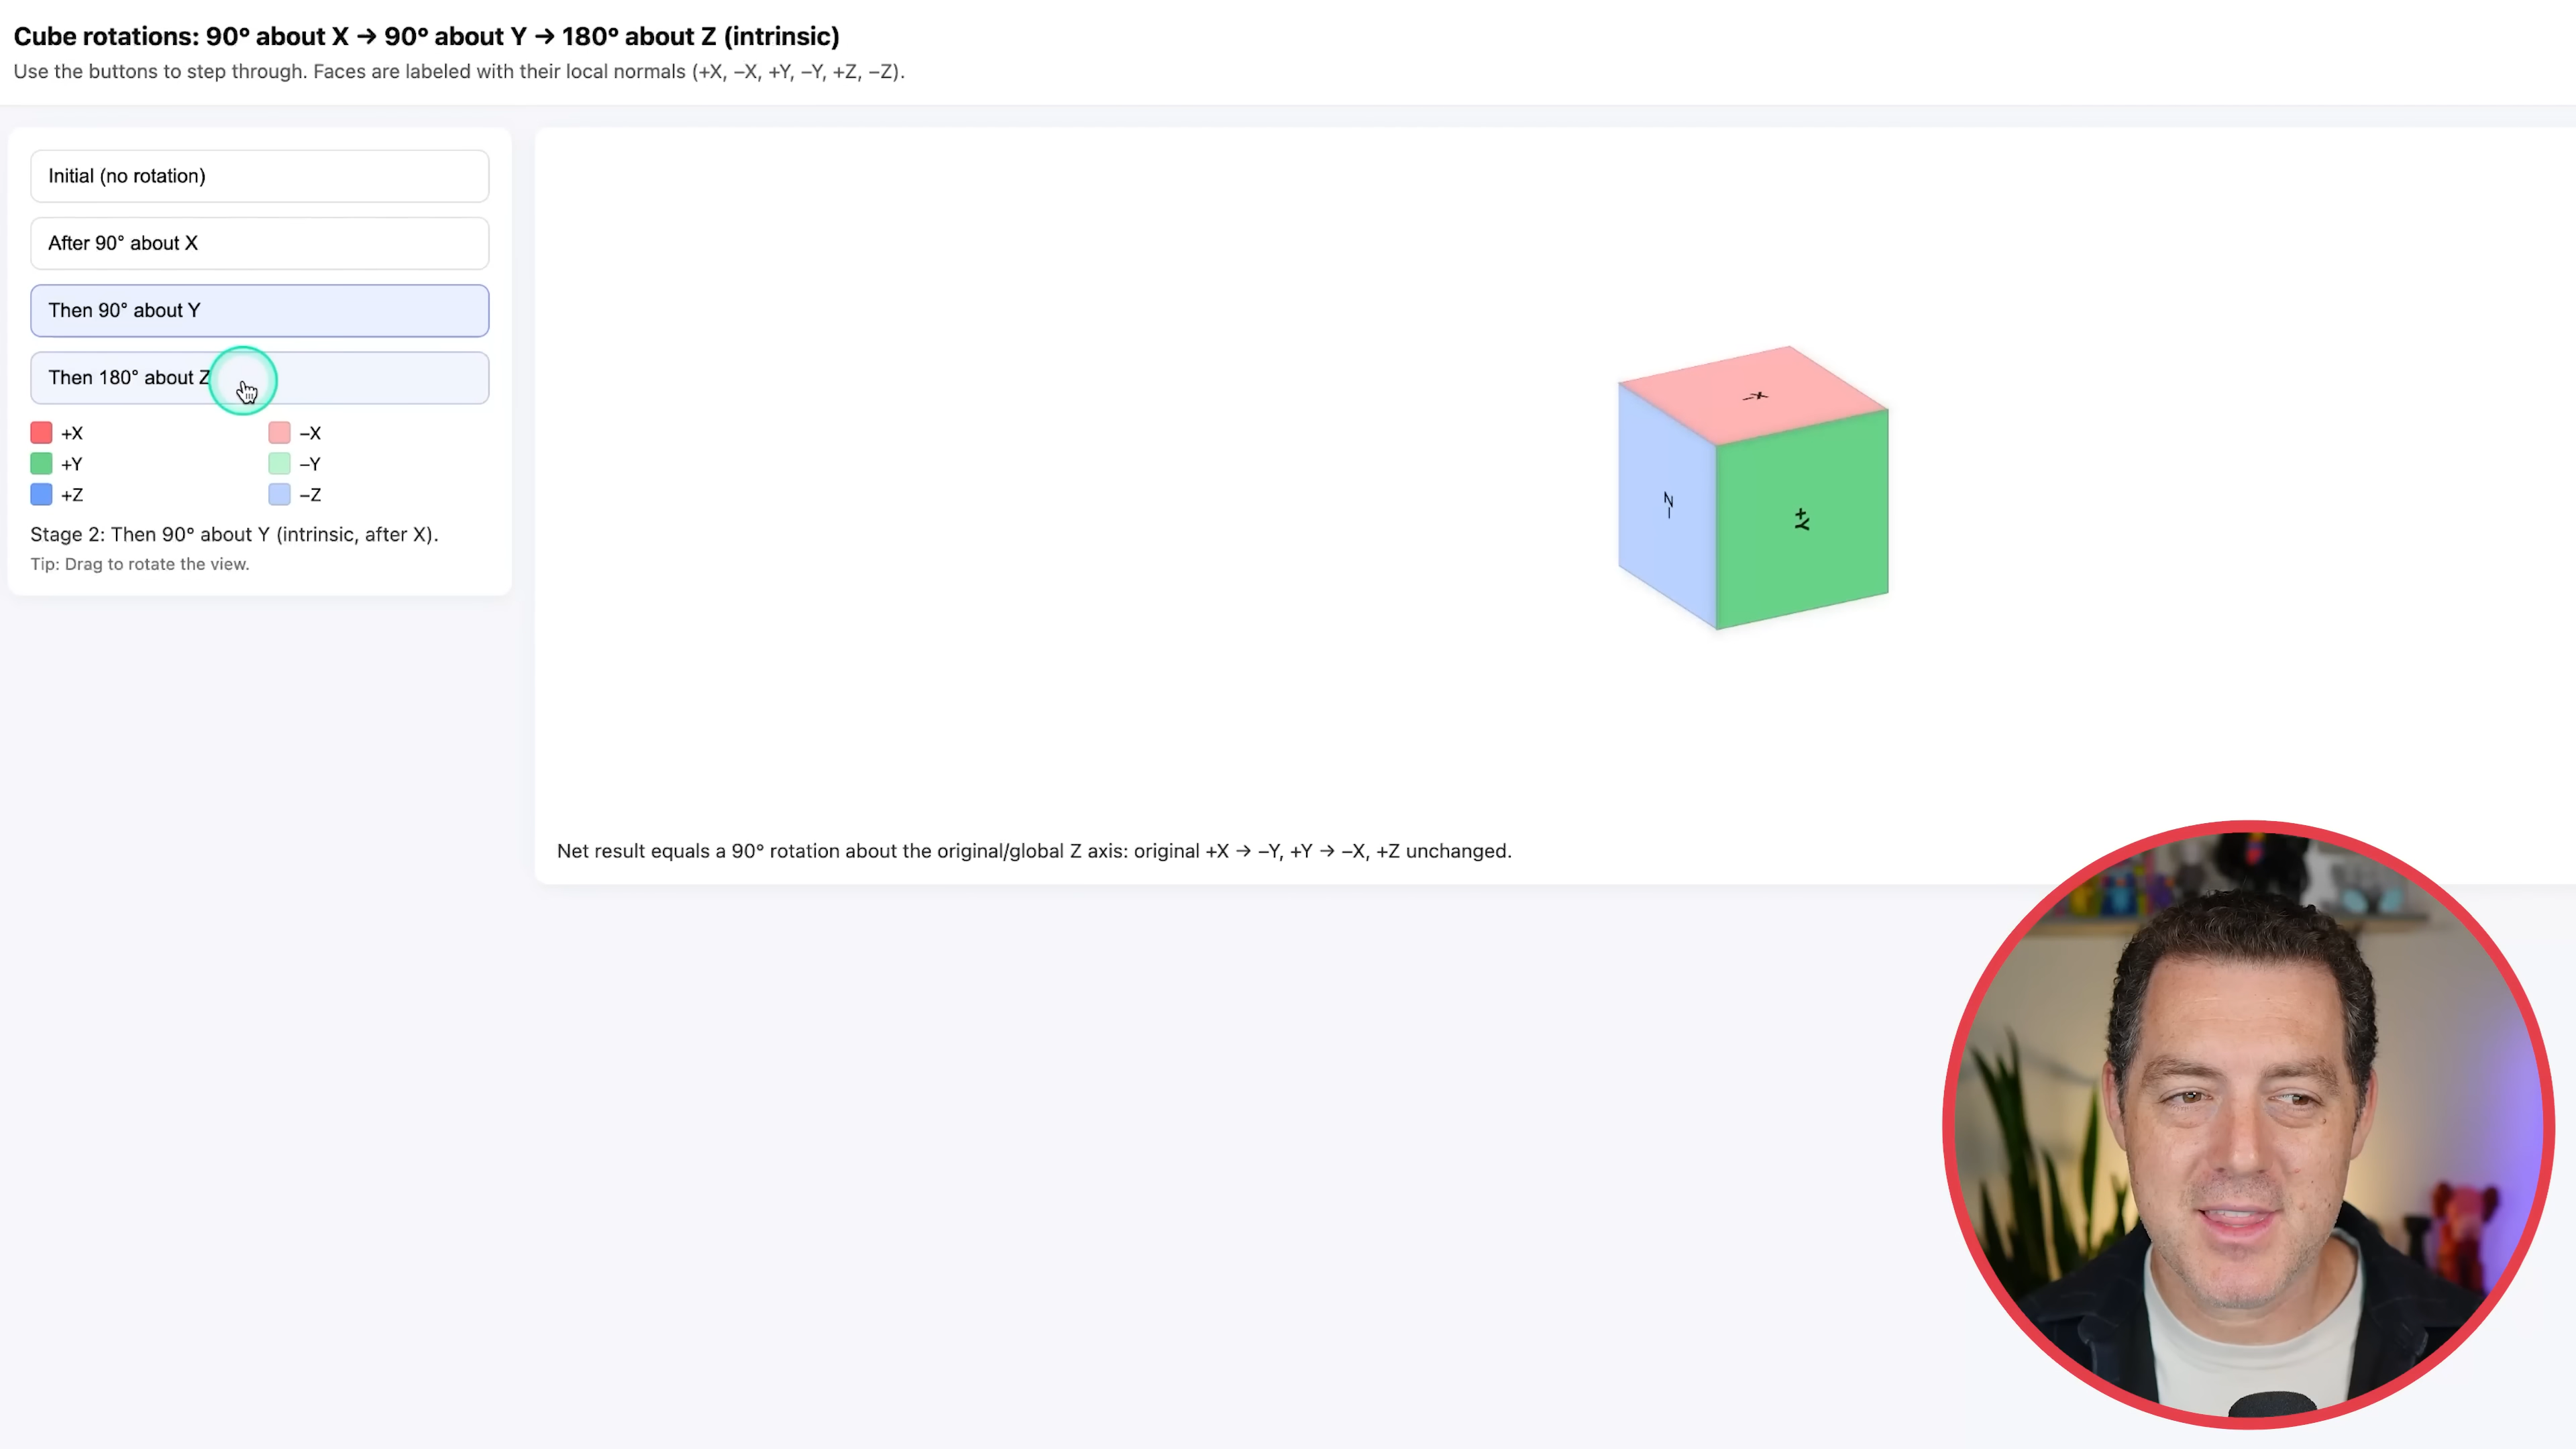 Cube rotations: 90° about X → 90° about Y → 180° about Z (intrinsic)
Use the buttons to step through. Faces are labeled with their local normals (+X, −X, +Y, −Y, +Z, −Z).
Initial (no rotation)
After 90° about X
Then 90° about Y
Then 180° about Z
+X
−X
+Y
−Y
+Z
−Z
Stage 2: Then 90° about Y (intrinsic, after X).
Tip: Drag to rotate the view.
−X
−Z
+Y
Net result equals a 90° rotation about the original/global Z axis: original +X → −Y, +Y → −X, +Z unchanged.